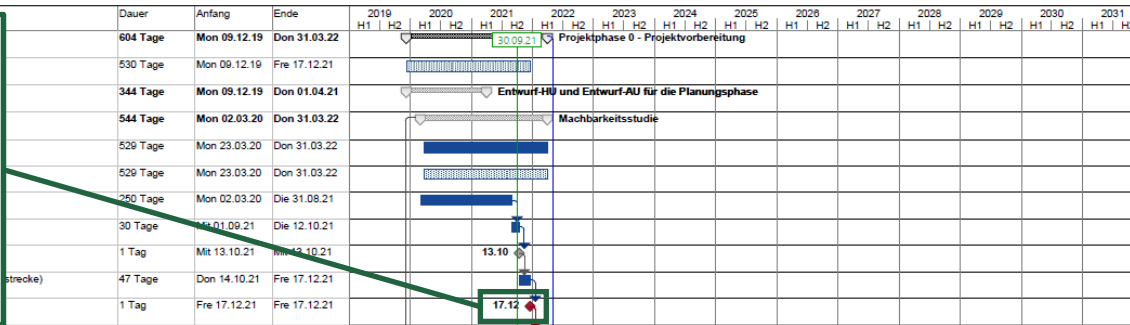 Dauer Anfang Ende 2019 2020 2021 2022 2023 2024 2025 2026 2027 2028 2029 2030 2031
H1 H2 H1 H2 H1 H2 H1 H2 H1 H2 H1 H2 H1 H2 H1 H2 H1 H2 H1 H2 H1 H2 H1 H2 H1 H
604 Tage Mon 09.12.19 Don 31.03.22 30.09.21 Projektphase 0 - Projektvorbereitung
530 Tage Mon 09.12.19 Fre 17.12.21
344 Tage Mon 09.12.19 Don 01.04.21 Entwurf-HU und Entwurf-AU für die Planungsphase
544 Tage Mon 02.03.20 Don 31.03.22 Machbarkeitsstudie
529 Tage Mon 23.03.20 Don 31.03.22
529 Tage Mon 23.03.20 Don 31.03.22
250 Tage Mon 02.03.20 Die 31.08.21
30 Tage Mit 01.09.21 Die 12.10.21
1 Tag Mit 13.10.21 Mit 13.10.21 13.10
strecke) 47 Tage Don 14.10.21 Fre 17.12.21
1 Tag Fre 17.12.21 Fre 17.12.21 17.12